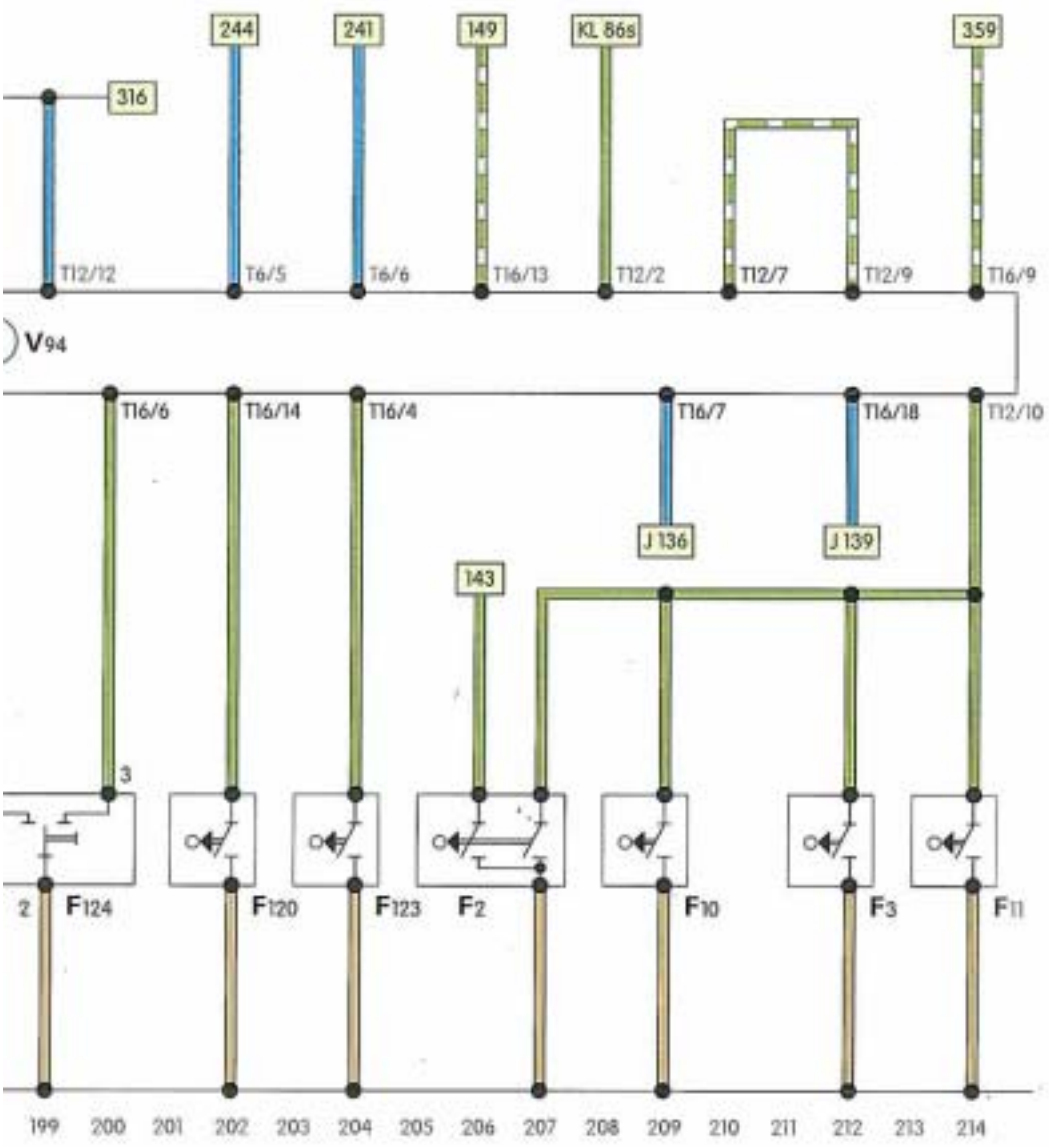 244 241 149 KL 86s 359
316
T12/12 T6/5 T6/6 T16/13 T12/2 T12/7 T12/9 T16/9
V94
T16/6 T16/14 T16/4 T16/7 T16/18 T12/10
J 136 J 139
143
3
2 F124 F120 F123 F2 F10 F3 F11
199 200 201 202 203 204 205 206 207 208 209 210 211 212 213 214